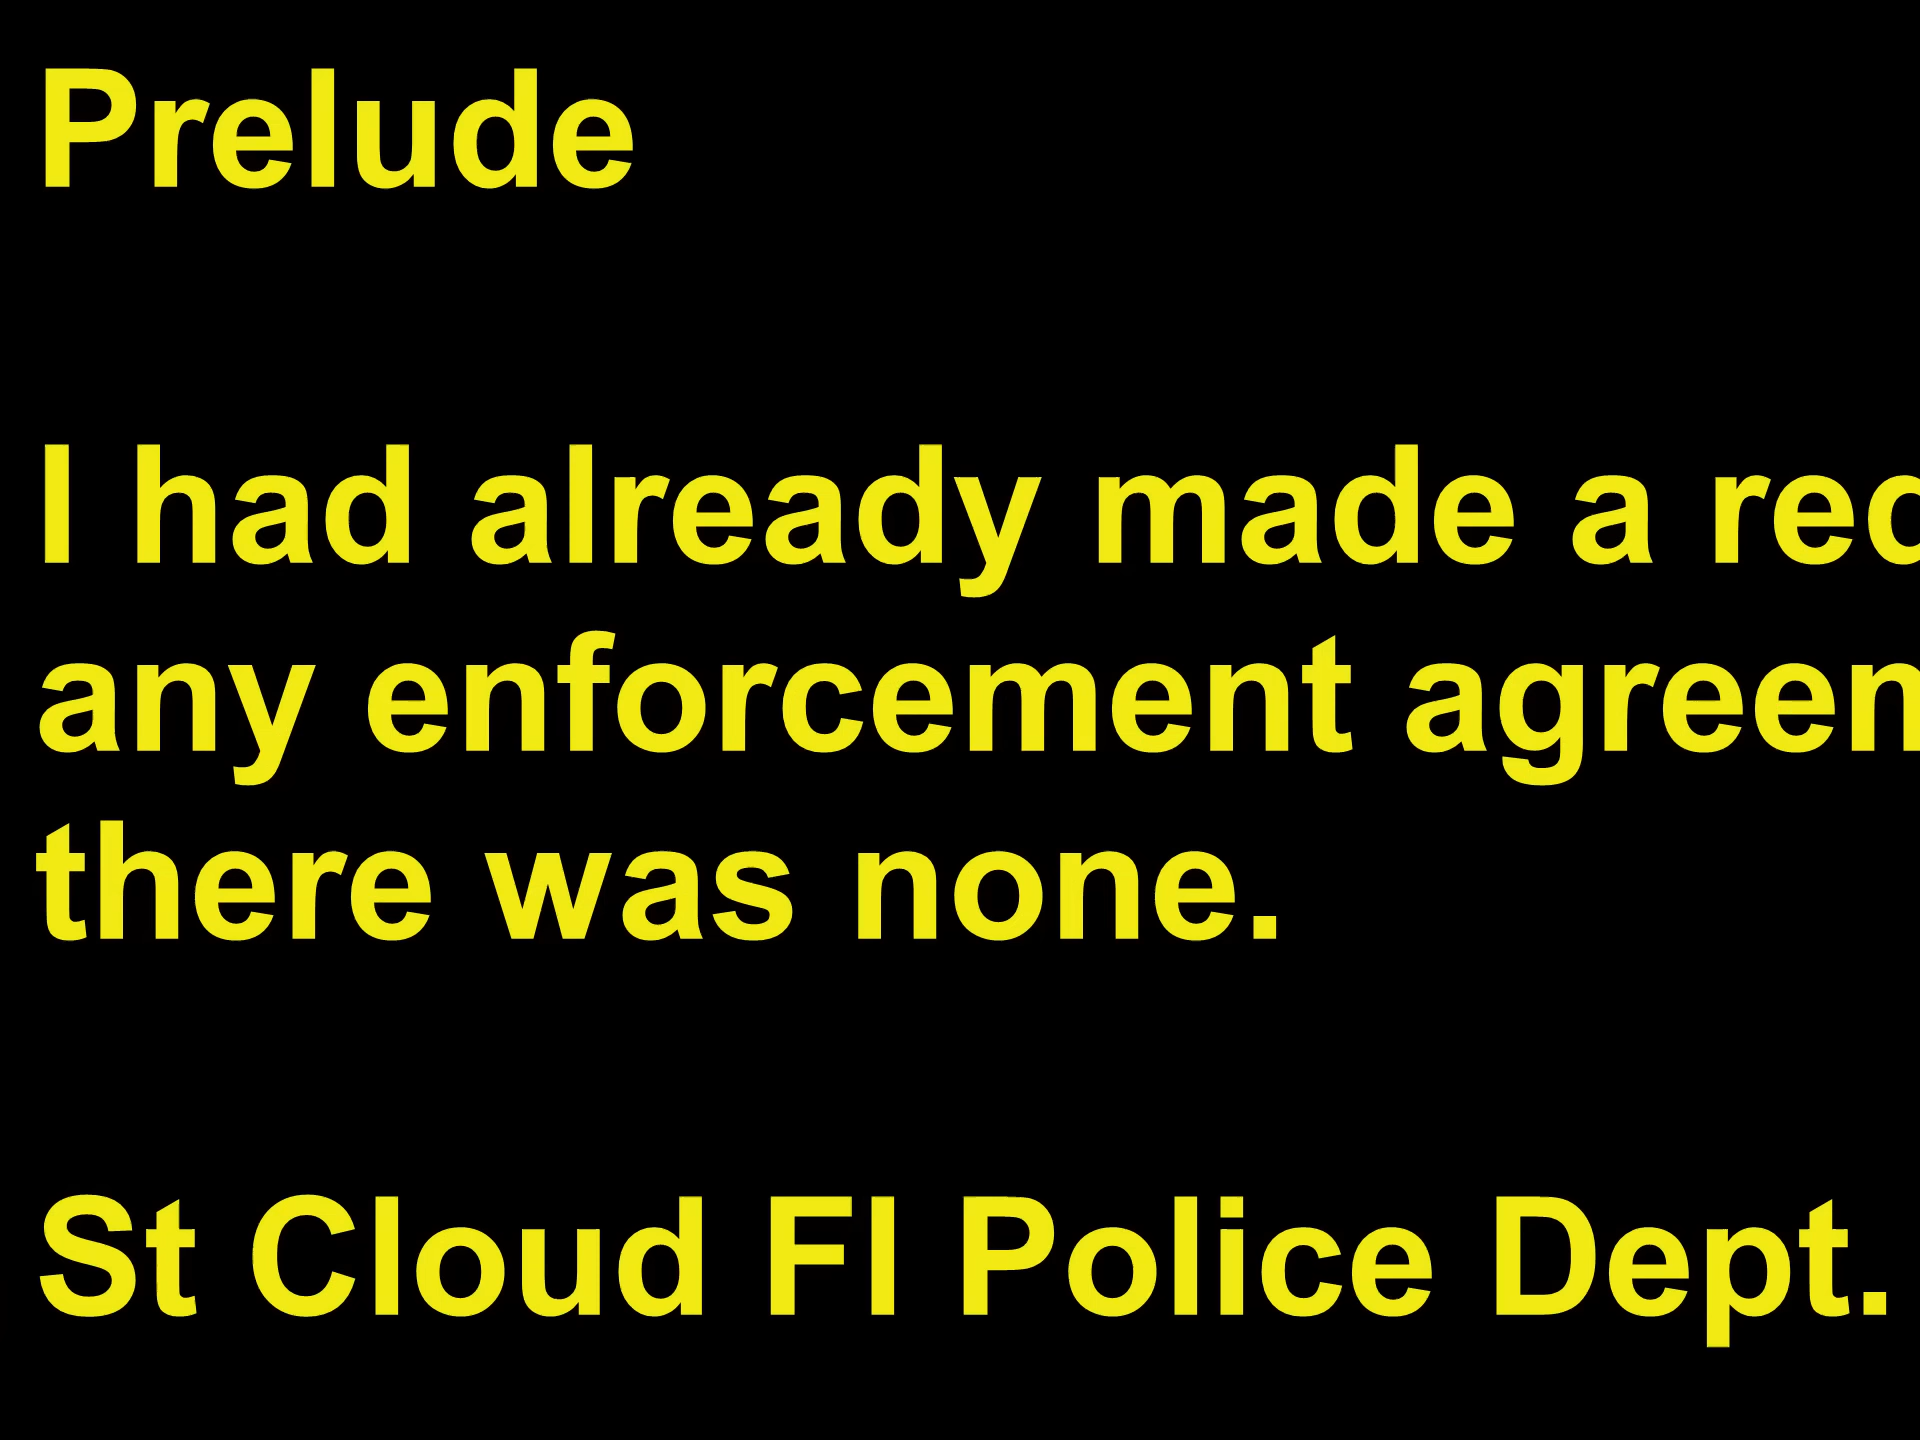 Prelude
I had already made a
any enforcement
there was none.
St Cloud Fl Police Dept.